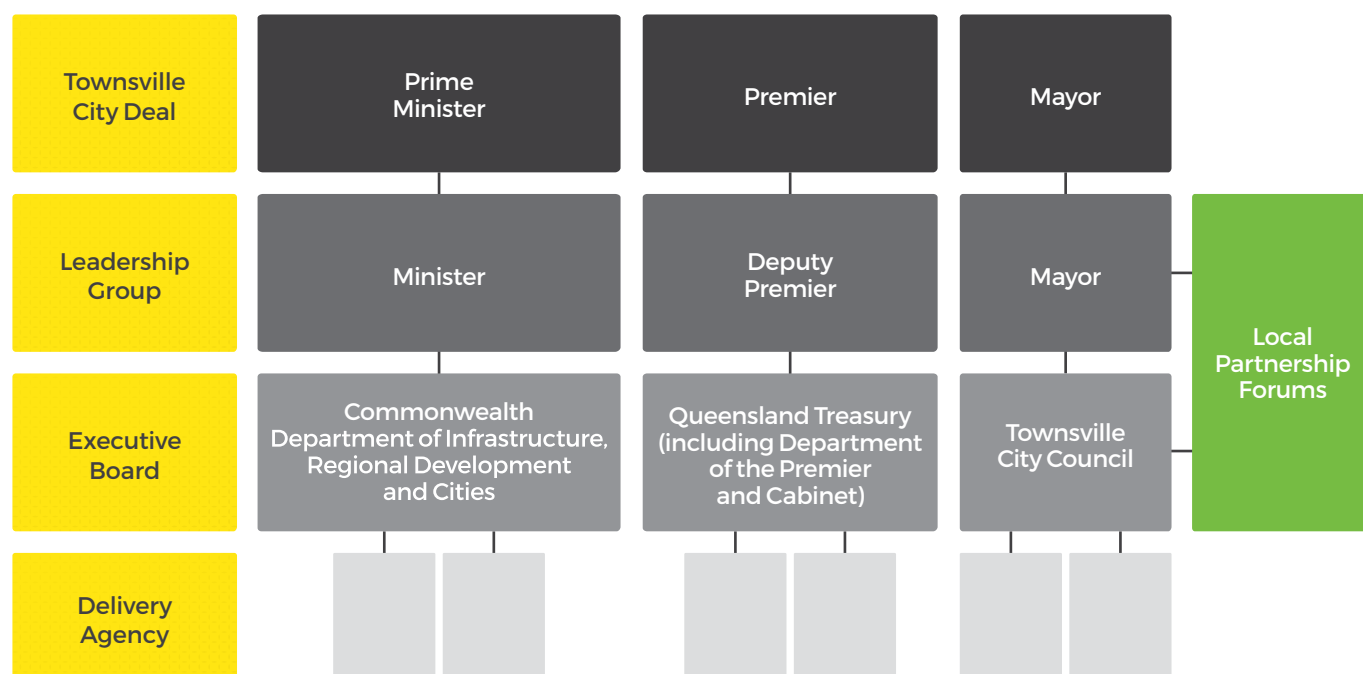 Townsville
City Deal
Prime
Minister
Premier
Mayor
Leadership
Group
Minister
Deputy
Premier
Mayor
Local
Partnership
Forums
Executive
Board
Commonwealth
Department of Infrastructure,
Regional Development
and Cities
Queensland Treasury
(including Department
of the Premier
and Cabinet)
Townsville
City Council
Delivery
Agency